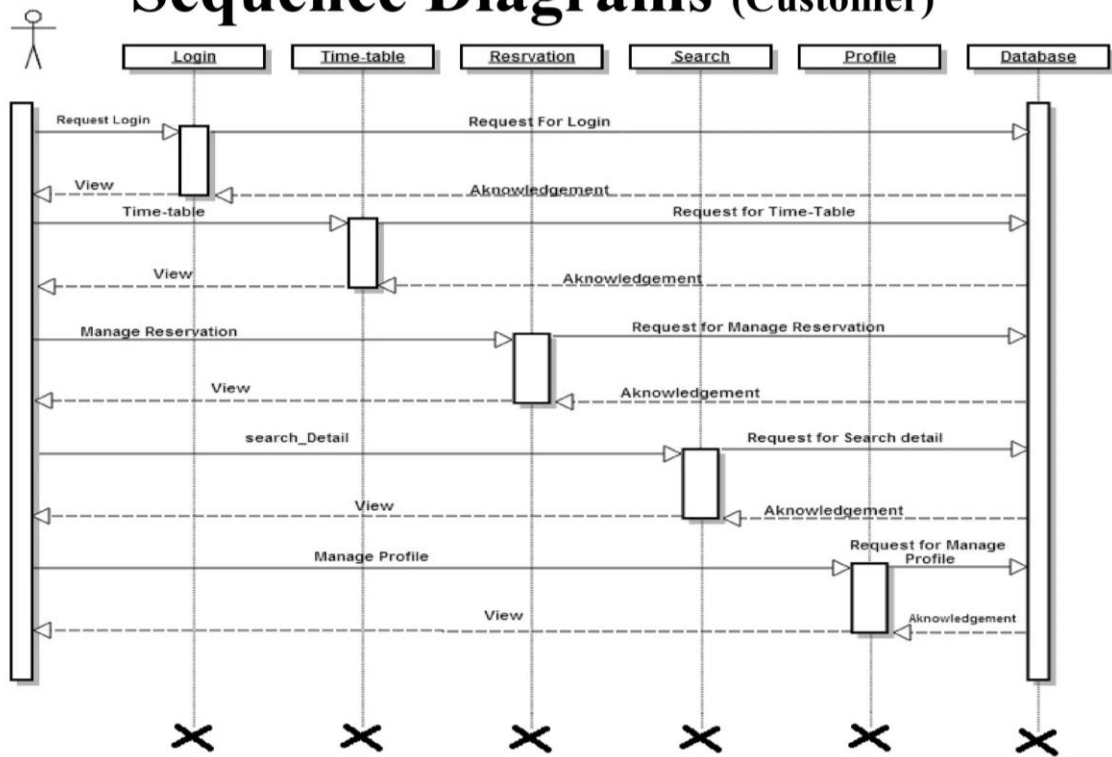 Sequence Diagrams (Customer)
Login Time-table Resrvation Search Profile Database
Request Login Request For Login
View Aknowledgement
Time-table Request for Time-Table
View Aknowledgement
Manage Reservation Request for Manage Reservation
View Aknowledgement
search_Detail Request for Search detail
View Aknowledgement
Manage Profile Request for Manage
Profile
View Aknowledgement